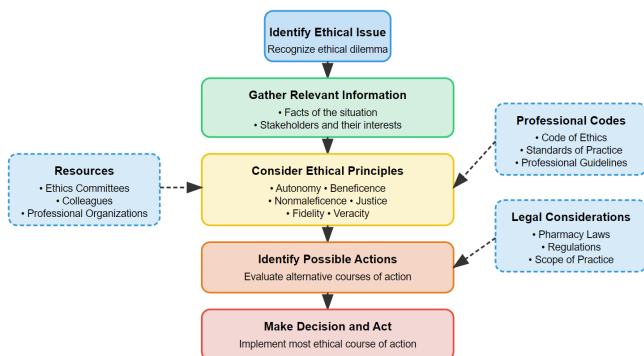 Identify Ethical Issue
Recognize ethical dilemma
Gather Relevant Information
• Facts of the situation
• Stakeholders and their interests
Professional Codes
• Code of Ethics
• Standards of Practice
• Professional Guidelines
Resources
• Ethics Committees
• Colleagues
• Professional Organizations
Consider Ethical Principles
• Autonomy • Beneficence
• Nonmaleficence • Justice
• Fidelity • Veracity
Legal Considerations
• Pharmacy Laws
• Regulations
• Scope of Practice
Identify Possible Actions
Evaluate alternative courses of action
Make Decision and Act
Implement most ethical course of action